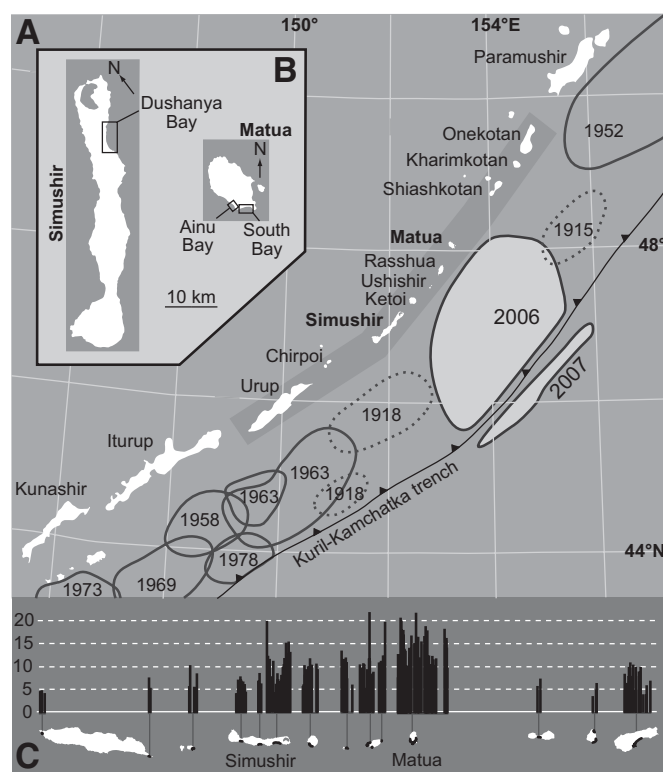 A
150°
154°E
Paramushir
N
B
Dushanya
Bay
Matua
N
1952
Onekotan
Kharimkotan
Shiashkotan
Simushir
Ainu
Bay
South
Bay
1915
Matua
48°
Rasshua
Ushishir
Ketoi
10 km
Simushir
2006
Chirpoi
2007
Urup
1918
Iturup
1963
Kunashir
1963
1918
1958
Kuril-Kamchatka trench
1978
44°N
1973
1969
20
15
10
5
0
C
Simushir
Matua